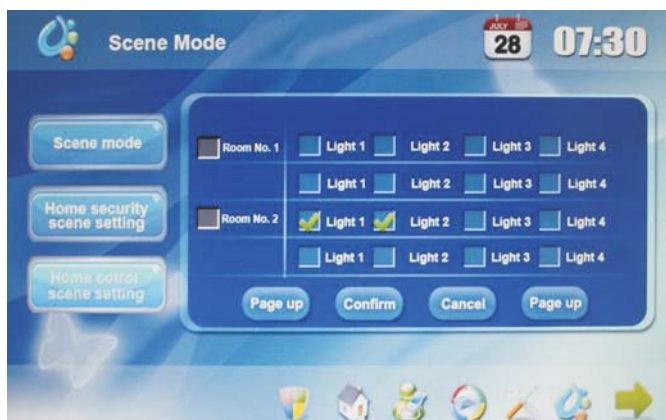 Scene Mode
JULY
28
07:30
Scene mode
Home security
scene setting
Home cotrol
scene setting
Room No. 1 Light 1 Light 2 Light 3 Light 4
Light 1 Light 2 Light 3 Light 4
Room No. 2 Light 1 Light 2 Light 3 Light 4
Light 1 Light 2 Light 3 Light 4
Page up Confirm Cancel Page up